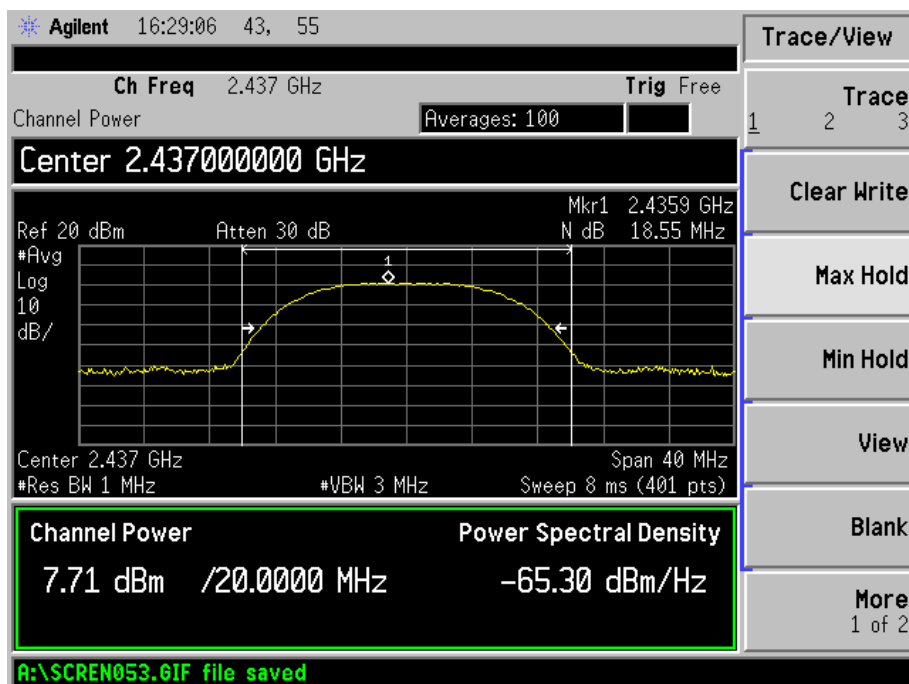 Agilent 16:29:06 43, 55
Trace/View
Ch Freq 2.437 GHz Trig Free
Channel Power Averages: 100
Trace
1 2 3
Center 2.437000000 GHz
Clear Write
Mkr1 2.4359 GHz
Ref 20 dBm Atten 30 dB N dB 18.55 MHz
#Avg
Log
10
dB/
1
Max Hold
Min Hold
View
Center 2.437 GHz Span 40 MHz
#Res BW 1 MHz #VBW 3 MHz Sweep 8 ms (401 pts)
Channel Power Power Spectral Density
7.71 dBm /20.0000 MHz -65.30 dBm/Hz
Blank
More
1 of 2
A:\SCREN053.GIF file saved